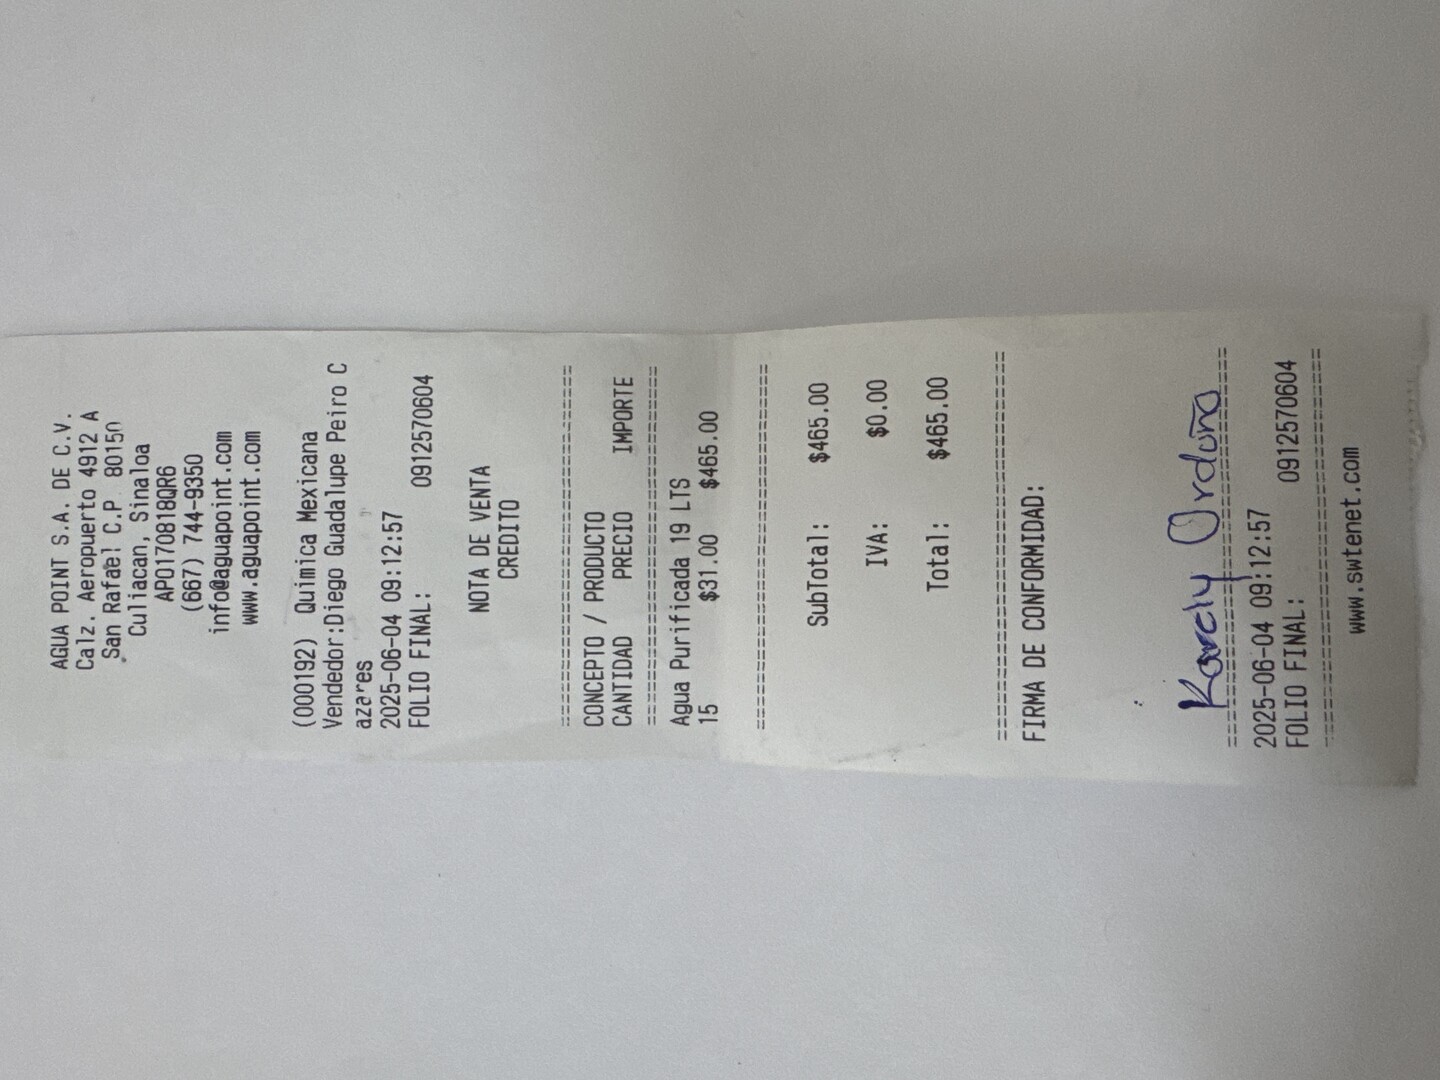 AGUA POINT S.A. DE C.V.
Calz. Aeropuerto 4912 A
San Rafael C.P. 80150
Culiacan, Sinaloa
APO170818QR6
(667) 744-9350
info@aguapoint.com
www.aguapoint.com
(000192) Quimica Mexicana
Vendedor:Diego Guadalupe Peiro C
azares
2025-06-04 09:12:57
FOLIO FINAL: 0912570604
NOTA DE VENTA
CREDITO
================================
CONCEPTO / PRODUCTO
CANTIDAD PRECIO IMPORTE
================================
Agua Purificada 19 LTS
15 $31.00 $465.00
================================
SubTotal: $465.00
IVA: $0.00
Total: $465.00
================================
FIRMA DE CONFORMIDAD:
Karely Ordoño
================================
2025-06-04 09:12:57
FOLIO FINAL: 0912570604
================================
www.swtenet.com